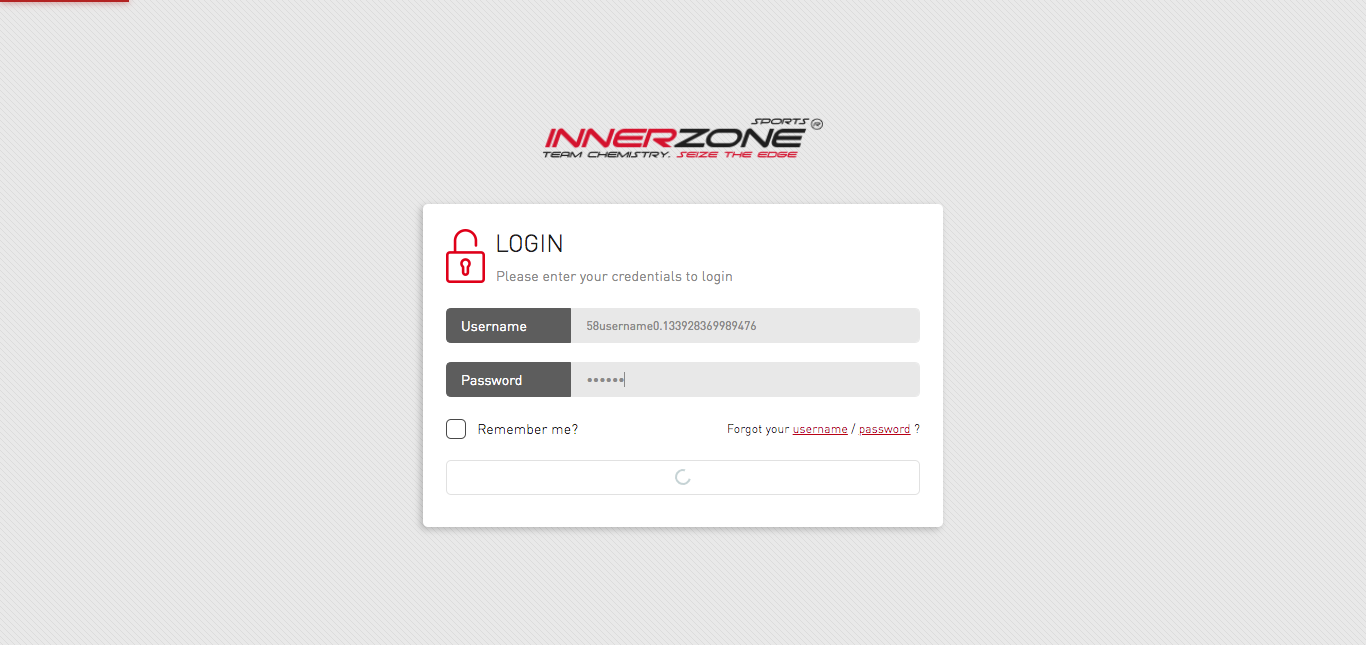 SPORTS ®
INNERZONE
TEAM CHEMISTRY. SEIZE THE EDGE
LOGIN
Please enter your credentials to login
Username 58username0.133928369989476
Password ••••••
Remember me? Forgot your username / password ?